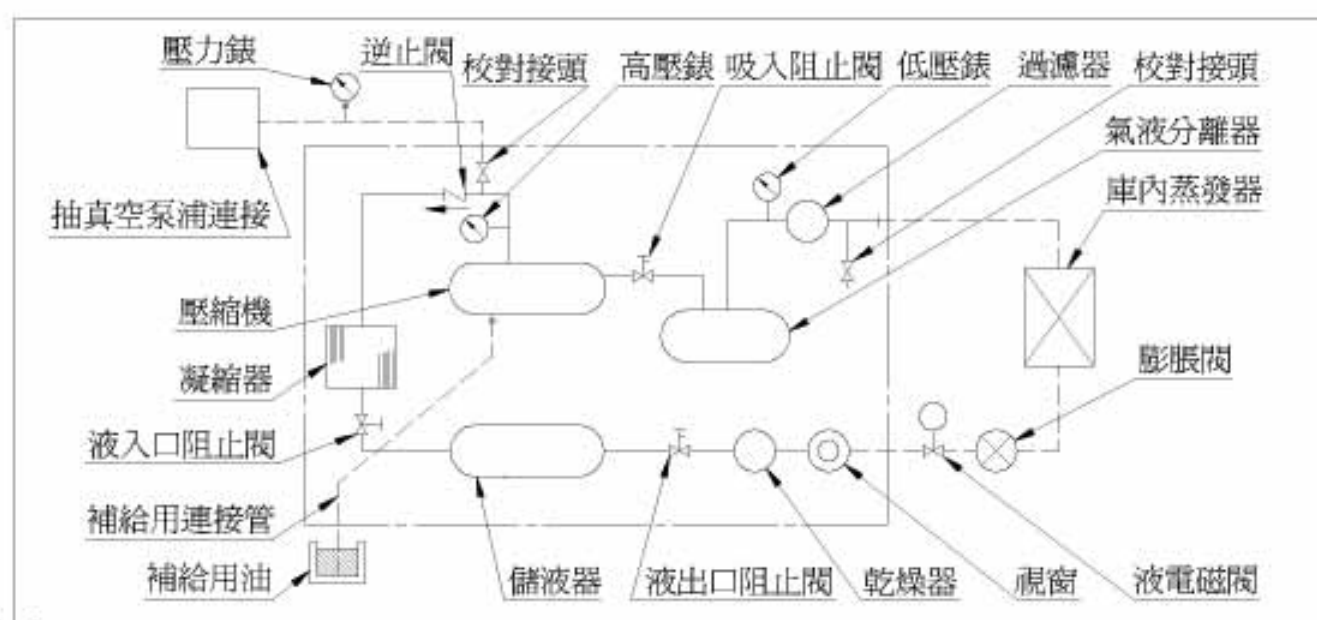 壓力錶
逆止閥
校對接頭
高壓錶
吸入阻止閥
低壓錶
過濾器
校對接頭
氣液分離器
庫內蒸發器
抽真空泵浦連接
壓縮機
凝縮器
膨脹閥
液入口阻止閥
補給用連接管
補給用油
儲液器
液出口阻止閥
乾燥器
視窗
液電磁閥